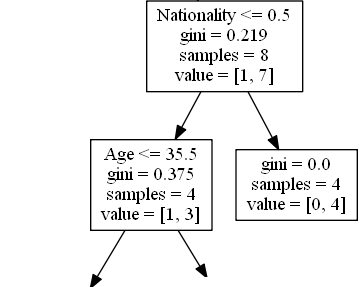 Nationality <= 0.5
gini = 0.219
samples = 8
value = [1, 7]
Age <= 35.5
gini = 0.375
samples = 4
value = [1, 3]
gini = 0.0
samples = 4
value = [0, 4]